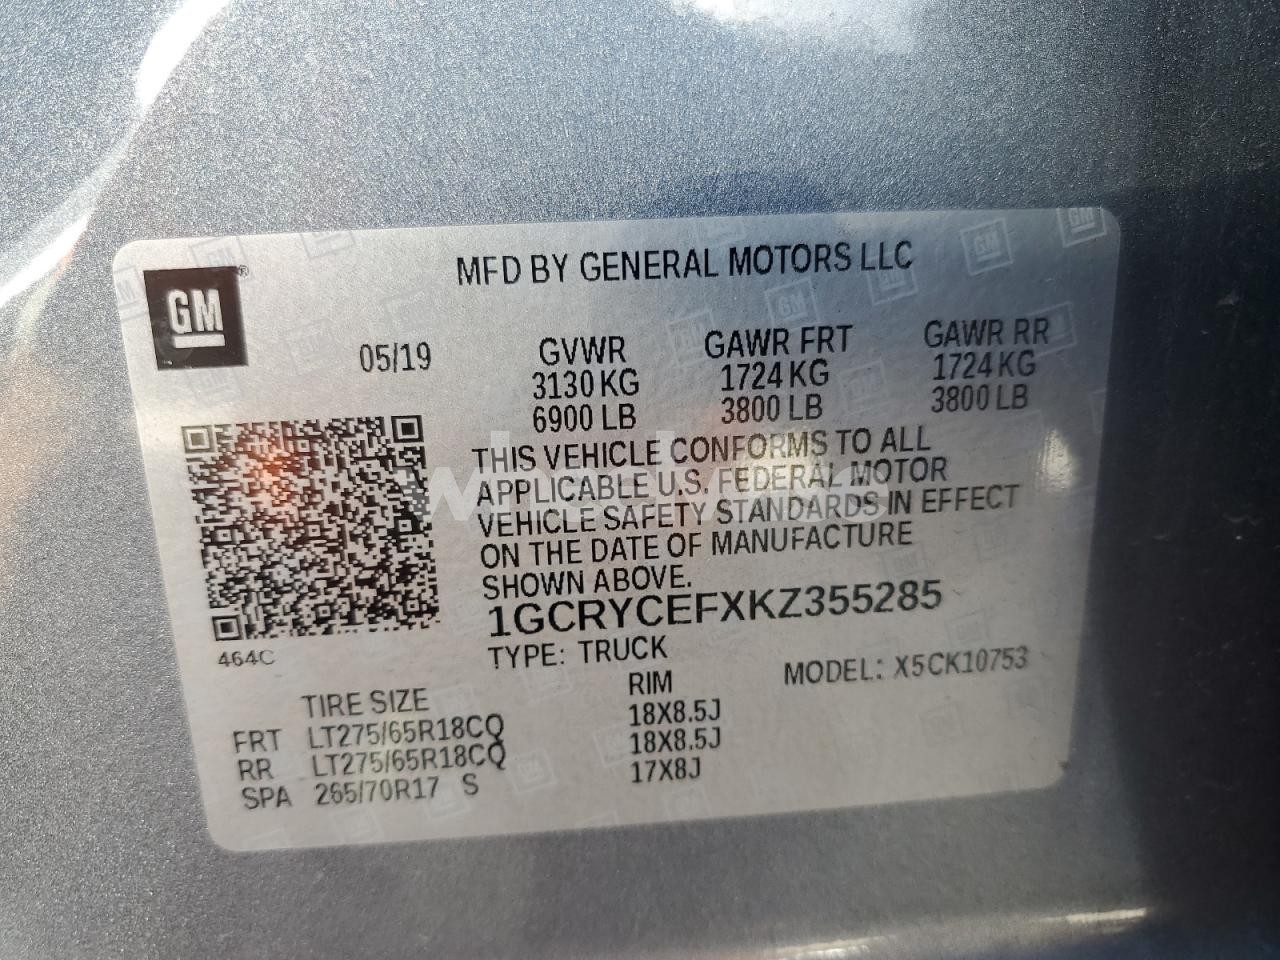 MFD BY GENERAL MOTORS LLC
GM ®
05/19 GVWR GAWR FRT GAWR RR
3130 KG 1724 KG 1724 KG
6900 LB 3800 LB 3800 LB
THIS VEHICLE CONFORMS TO ALL
APPLICABLE U.S. FEDERAL MOTOR
VEHICLE SAFETY STANDARDS IN EFFECT
ON THE DATE OF MANUFACTURE
SHOWN ABOVE.
1GCRYCEFXKZ355285
464C
TYPE: TRUCK MODEL: X5CK10753
TIRE SIZE RIM
FRT LT275/65R18CQ 18X8.5J
RR LT275/65R18CQ 18X8.5J
SPA 265/70R17 S 17X8J